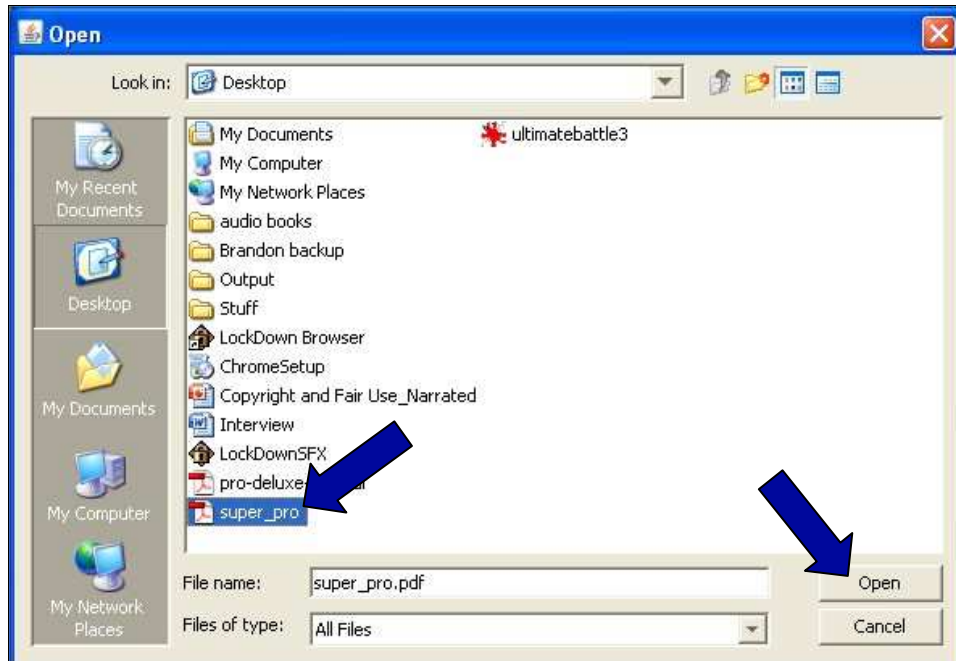 Open
Look in: Desktop
My Recent
Documents
Desktop
My Documents
My Computer
My Network
Places
My Documents
My Computer
My Network Places
audio books
Brandon backup
Output
Stuff
LockDown Browser
ChromeSetup
Copyright and Fair Use_Narrated
Interview
LockDownSFX
pro-deluxe-
super_pro
ultimatebattle3
File name: super_pro.pdf Open
Files of type: All Files Cancel